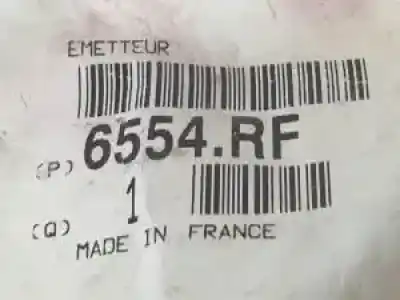 EMETTEUR
(P) 6554.RF
(Q) 1
MADE IN FRANCE